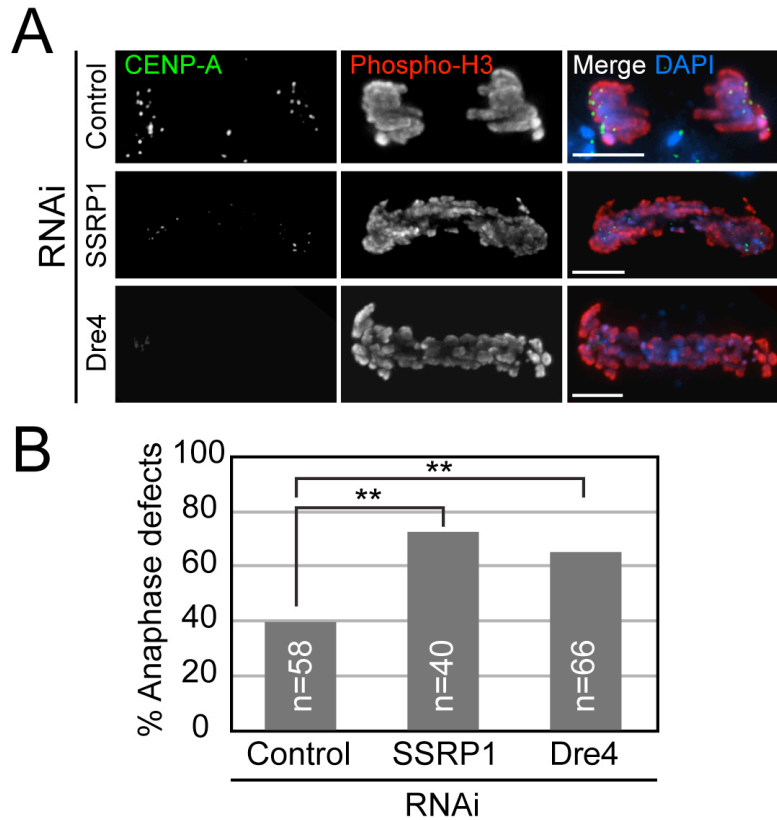 A
CENP-A Phospho-H3 Merge DAPI
RNAi
Control
SSRP1
Dre4
B
% Anaphase defects
100
80
60
40
20
0
**
**
n=58 n=40 n=66
Control SSRP1 Dre4
RNAi